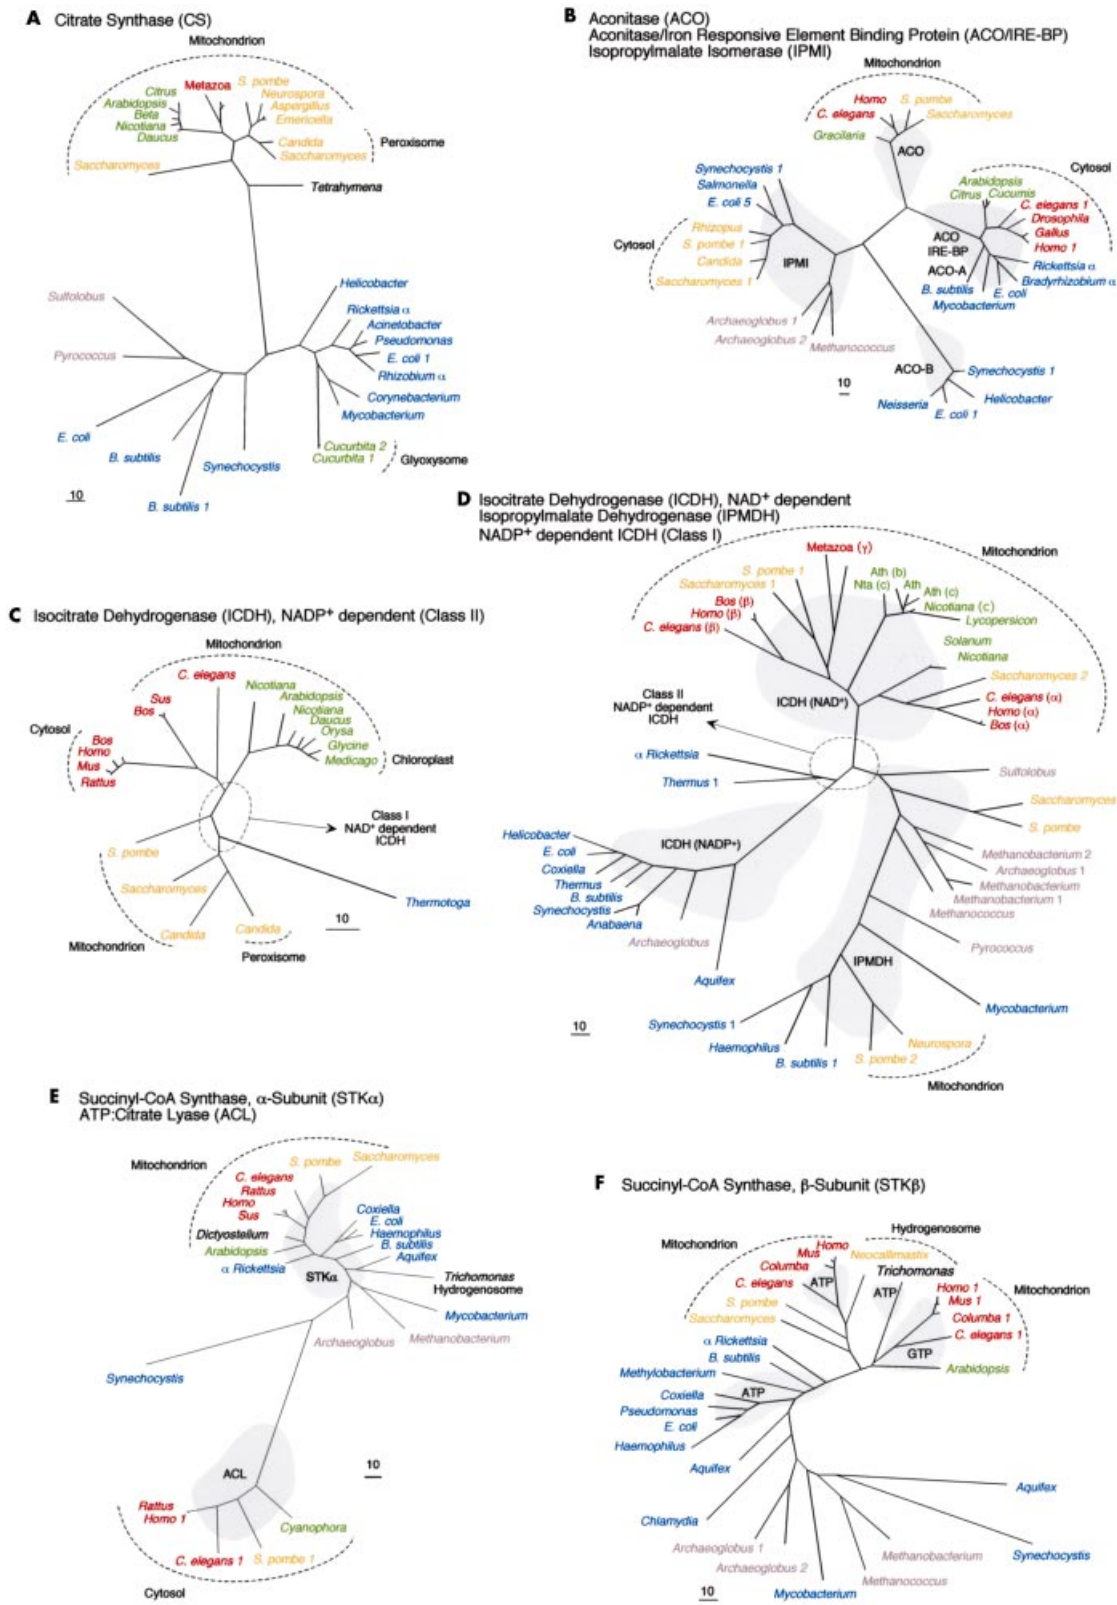 A Citrate Synthase (CS)
Mitochondrion
Citrus
Metazoa
S. pombe
Arabidopsis
Neurospora
Beta
Aspergillus
Nicotiana
Emericella
Daucus
Candida
Peroxisome
Saccharomyces
Saccharomyces
Tetrahymena
Sulfolobus
Helicobacter
Rickettsia α
Acinetobacter
Pyrococcus
Pseudomonas
E. coli 1
Rhizobium α
Corynebacterium
Mycobacterium
E. coli
B. subtilis
Synechocystis
Cucurbita 2
Cucurbita 1
Glyoxysome
10
B. subtilis 1
B Aconitase (ACO)
Aconitase/Iron Responsive Element Binding Protein (ACO/IRE-BP)
Isopropylmalate Isomerase (IPMI)
Mitochondrion
Homo
S. pombe
C. elegans
Saccharomyces
Gracilaria
ACO
Synechocystis 1
Salmonella
E. coli 5
Rhizopus
Cytosol
S. pombe 1
Candida
Saccharomyces 1
IPMI
Archaeoglobus 1
Archaeoglobus 2
Methanococcus
Cytosol
Arabidopsis
Citrus
Cucumis
C. elegans 1
Drosophila
Gallus
Homo 1
ACO
IRE-BP
ACO-A
Rickettsia α
Bradyrhizobium α
B. subtilis
E. coli
Mycobacterium
ACO-B
Synechocystis 1
Helicobacter
Neisseria
E. coli 1
10
C Isocitrate Dehydrogenase (ICDH), NADP+ dependent (Class II)
Mitochondrion
C. elegans
Sus
Bos
Nicotiana
Arabidopsis
Nicotiana
Daucus
Orysa
Glycine
Medicago
Chloroplast
Cytosol
Bos
Homo
Mus
Rattus
Class I
NAD+ dependent
ICDH
S. pombe
Saccharomyces
Thermotoga
Candida
Candida
Mitochondrion
Peroxisome
10
D Isocitrate Dehydrogenase (ICDH), NAD+ dependent
Isopropylmalate Dehydrogenase (IPMDH)
NADP+ dependent ICDH (Class I)
Metazoa (γ)
Mitochondrion
S. pombe 1
Saccharomyces 1
Bos (β)
Homo (β)
C. elegans (β)
Ath (b)
Nta (c)
Ath
Ath (c)
Nicotiana (c)
Lycopersicon
Solanum
Nicotiana
Saccharomyces 2
C. elegans (α)
Homo (α)
Bos (α)
ICDH (NAD+)
Class II
NADP+ dependent
ICDH
α Rickettsia
Thermus 1
Sulfolobus
Saccharomyces
S. pombe
Methanobacterium 2
Archaeoglobus 1
Methanobacterium
Methanobacterium 1
Methanococcus
Pyrococcus
ICDH (NADP+)
Helicobacter
E. coli
Coxiella
Thermus
B. subtilis
Synechocystis
Anabaena
Archaeoglobus
Aquifex
IPMDH
Mycobacterium
Synechocystis 1
Haemophilus
B. subtilis 1
S. pombe 2
Neurospora
Mitochondrion
10
E Succinyl-CoA Synthase, α-Subunit (STKα)
ATP:Citrate Lyase (ACL)
Mitochondrion
S. pombe
Saccharomyces
C. elegans
Rattus
Homo
Sus
Dictyostelium
Arabidopsis
α Rickettsia
STKα
Coxiella
E. coli
Haemophilus
B. subtilis
Aquifex
Trichomonas
Hydrogenosome
Mycobacterium
Archaeoglobus
Methanobacterium
Synechocystis
ACL
10
Rattus
Homo 1
Cyanophora
C. elegans 1
S. pombe 1
Cytosol
F Succinyl-CoA Synthase, β-Subunit (STKβ)
Hydrogenosome
Mitochondrion
Homo
Mus
Neocallimastix
Columba
Trichomonas
C. elegans
ATP
ATP
Homo 1
Mitochondrion
Mus 1
S. pombe
Columba 1
Saccharomyces
C. elegans 1
α Rickettsia
GTP
B. subtilis
Arabidopsis
Methylobacterium
Coxiella
ATP
Pseudomonas
E. coli
Haemophilus
Aquifex
Aquifex
Chlamydia
Archaeoglobus 1
Archaeoglobus 2
Mycobacterium
Methanococcus
Methanobacterium
Synechocystis
10